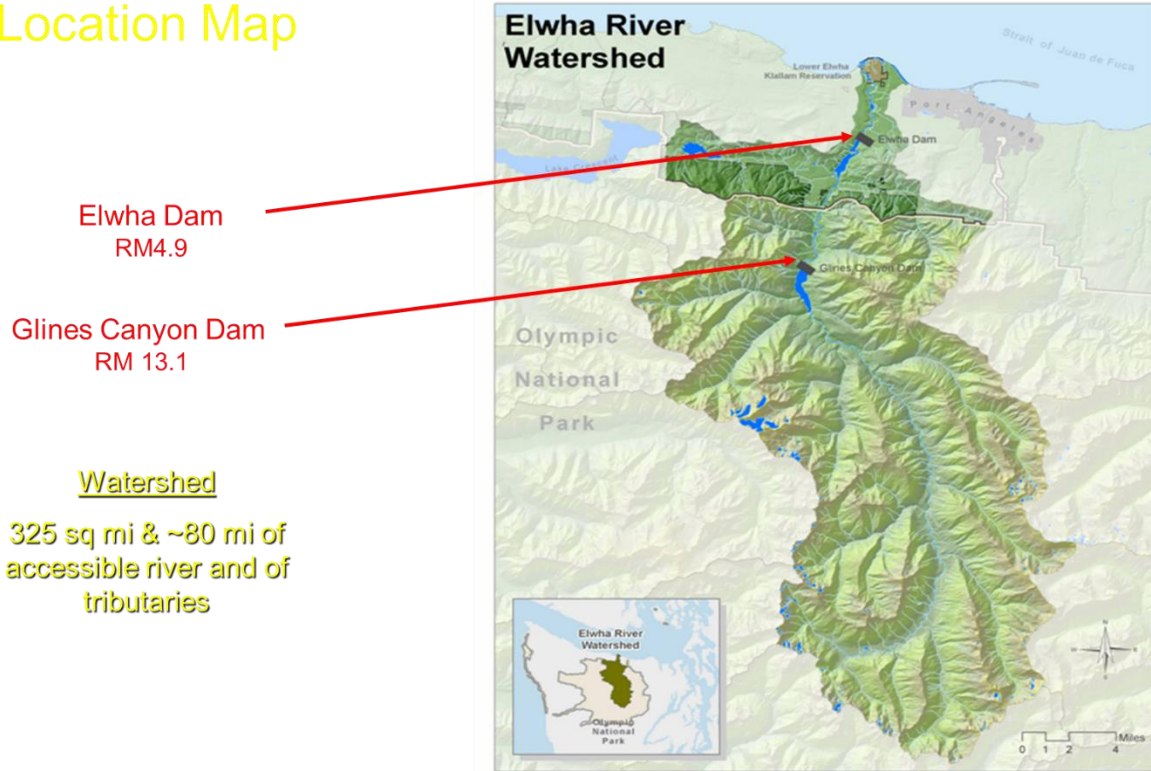 Location Map
Elwha Dam
RM4.9
Glines Canyon Dam
RM 13.1
Watershed
325 sq mi & ~80 mi of
accessible river and of
tributaries
Elwha River
Watershed
Strait of Juan de Fuca
Lower Elwha
Klallam Reservation
Port Angeles
Elwha Dam
Lake Crescent
Glines Canyon Dam
Olympic
National
Park
Elwha River
Watershed
Olympic
National
Park
N
Miles
0 1 2 4